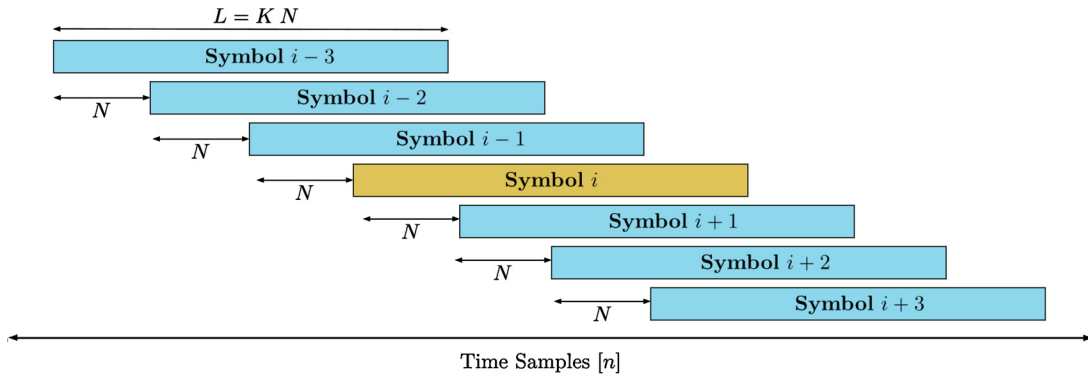 L = K N
Symbol i − 3
Symbol i − 2
N
Symbol i − 1
N
Symbol i
N
Symbol i + 1
N
Symbol i + 2
N
Symbol i + 3
N
Time Samples [n]